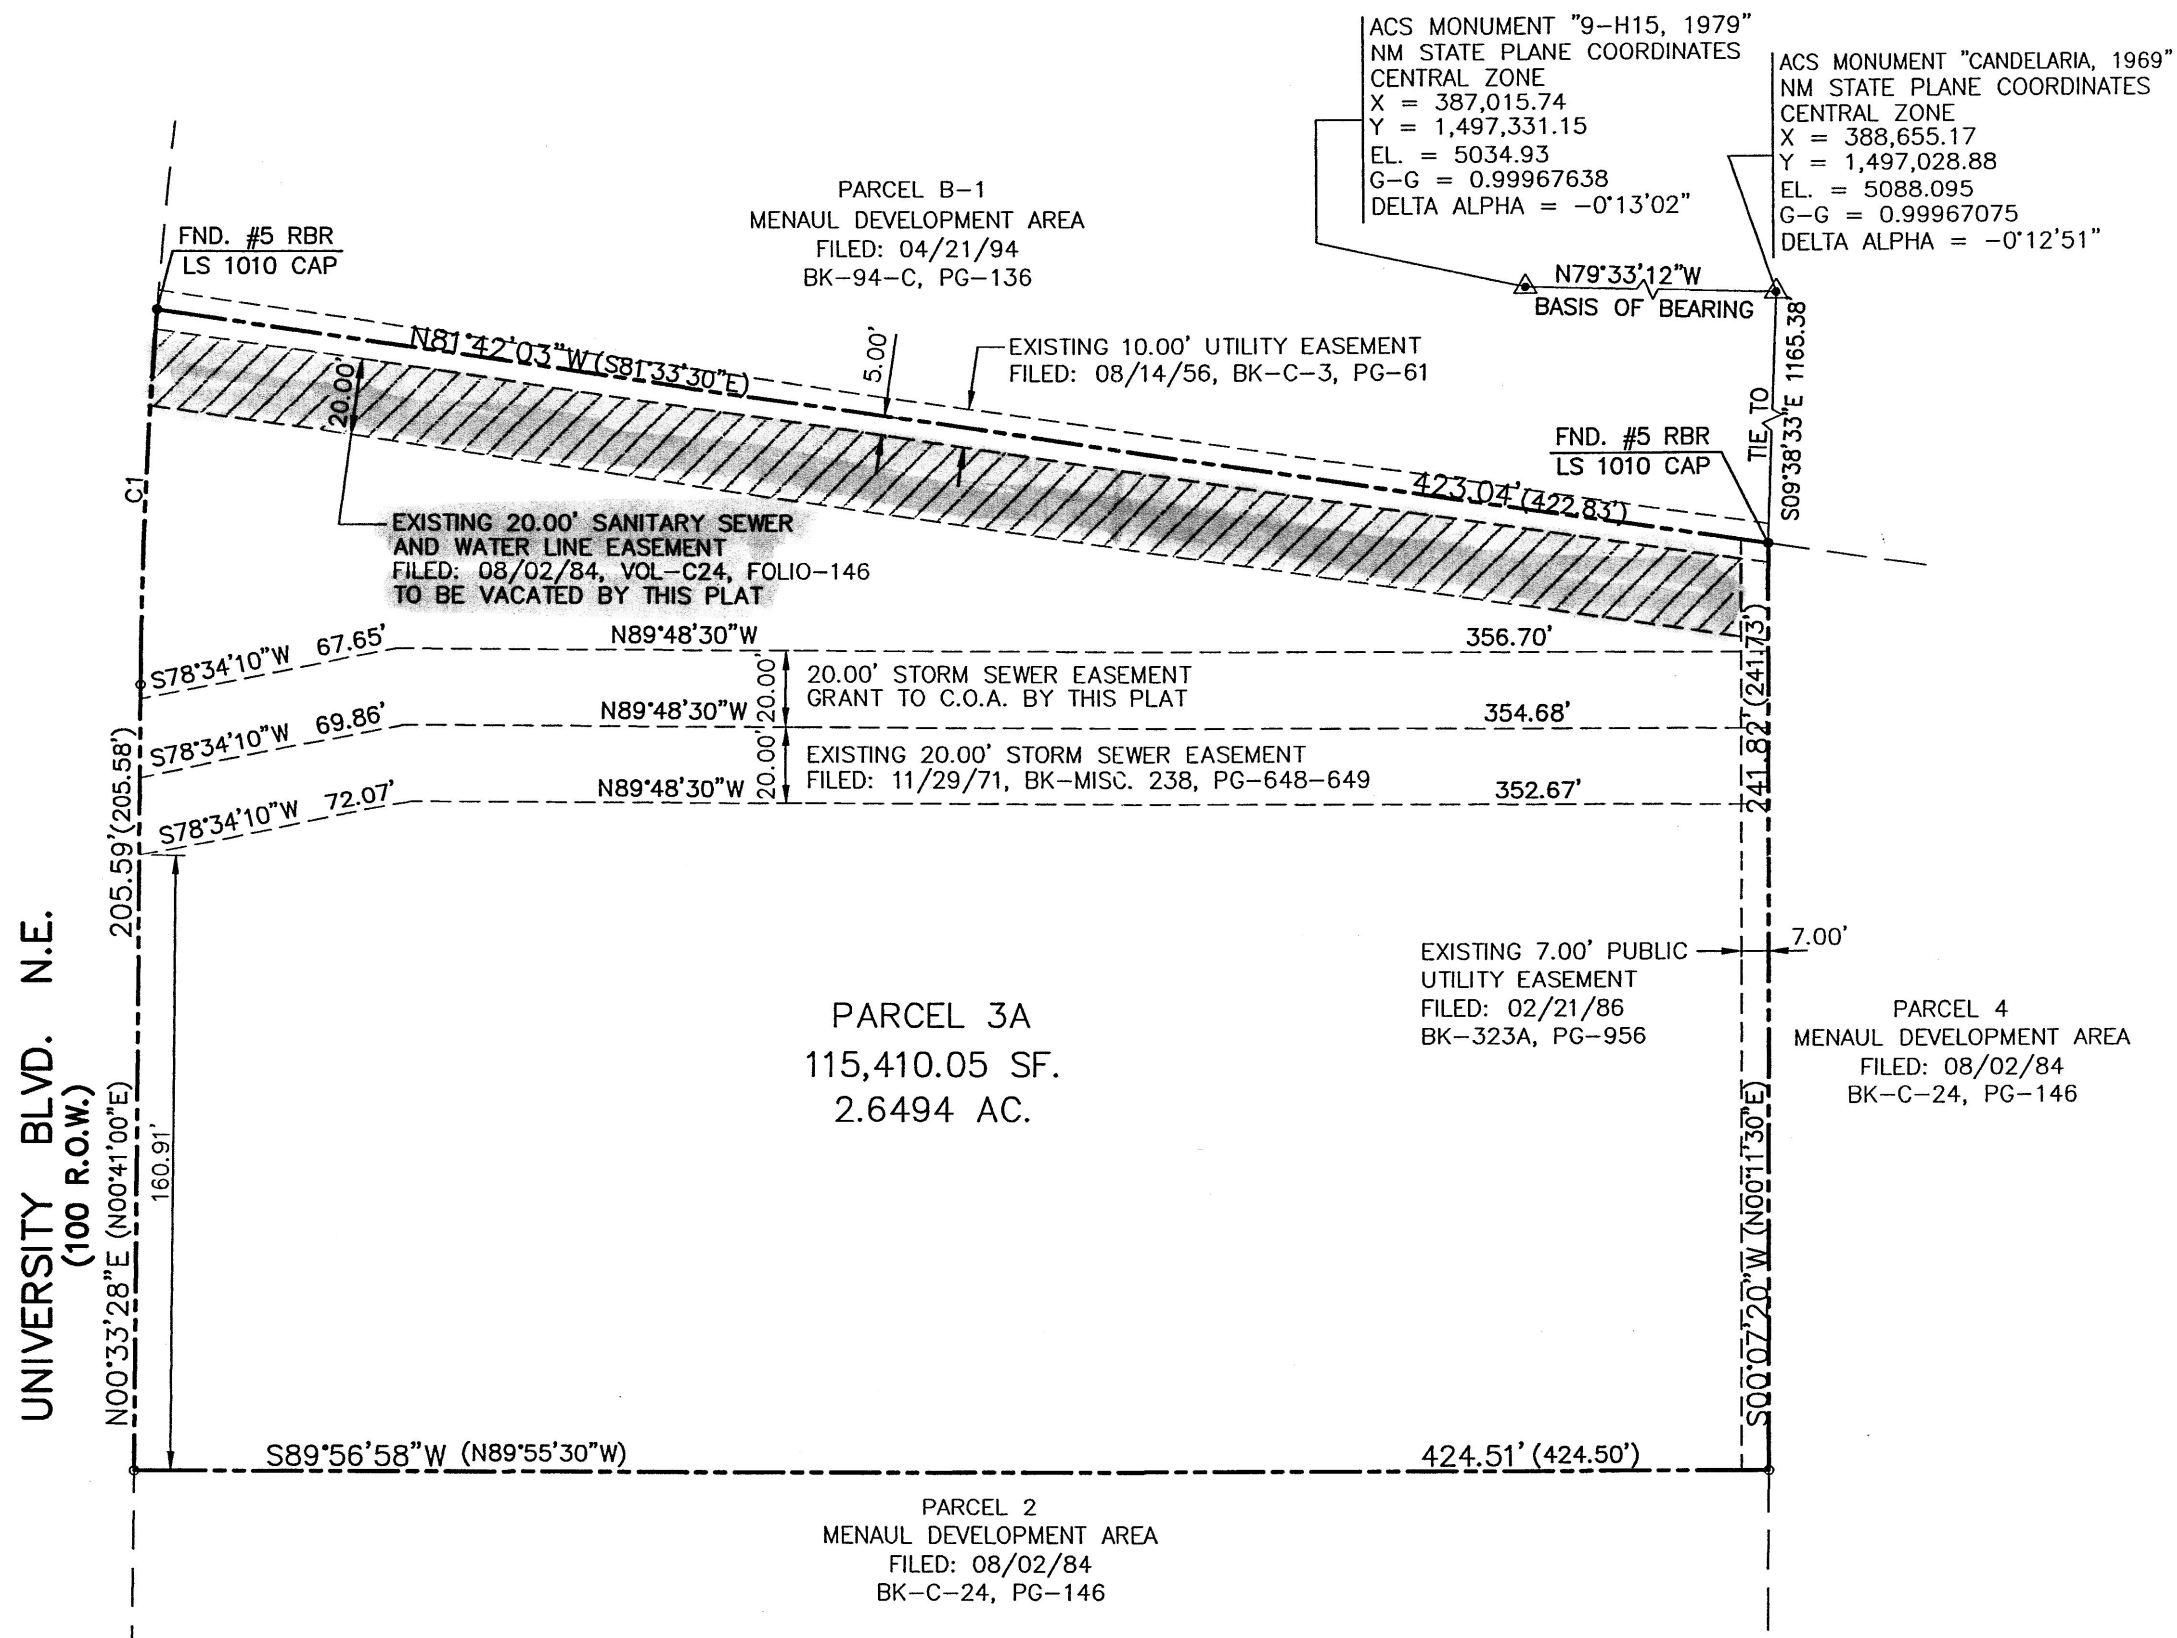 ACS MONUMENT "9-H15, 1979"
NM STATE PLANE COORDINATES
CENTRAL ZONE
X = 387,015.74
Y = 1,497,331.15
EL. = 5034.93
G-G = 0.99967638
DELTA ALPHA = -0°13'02"
ACS MONUMENT "CANDELARIA, 1969"
NM STATE PLANE COORDINATES
CENTRAL ZONE
X = 388,655.17
Y = 1,497,028.88
EL. = 5088.095
G-G = 0.99967075
DELTA ALPHA = -0°12'51"
PARCEL B-1
MENAUL DEVELOPMENT AREA
FILED: 04/21/94
BK-94-C, PG-136
FND. #5 RBR
LS 1010 CAP
N79°33'12"W
BASIS OF BEARING
TIE TO
S09°38'33"E 1165.38'
N81°42'03"W (S81°33'30"E)
5.00'
EXISTING 10.00' UTILITY EASEMENT
FILED: 08/14/56, BK-C-3, PG-61
20.00'
FND. #5 RBR
LS 1010 CAP
423.04' (422.83')
C1
EXISTING 20.00' SANITARY SEWER
AND WATER LINE EASEMENT
FILED: 08/02/84, VOL-C24, FOLIO-146
TO BE VACATED BY THIS PLAT
S78°34'10"W 67.65'
N89°48'30"W
356.70'
20.00'
20.00' STORM SEWER EASEMENT
GRANT TO C.O.A. BY THIS PLAT
S78°34'10"W 69.86'
N89°48'30"W
354.68'
20.00'
EXISTING 20.00' STORM SEWER EASEMENT
FILED: 11/29/71, BK-MISC. 238, PG-648-649
S78°34'10"W 72.07'
N89°48'30"W
352.67'
241.82' (241.73')
205.59' (205.58')
UNIVERSITY BLVD. N.E.
(100 R.O.W.)
N00°33'28"E (N00°41'00"E)
160.91'
PARCEL 3A
115,410.05 SF.
2.6494 AC.
EXISTING 7.00' PUBLIC
UTILITY EASEMENT
FILED: 02/21/86
BK-323A, PG-956
7.00'
PARCEL 4
MENAUL DEVELOPMENT AREA
FILED: 08/02/84
BK-C-24, PG-146
S00°07'20"W (N00°11'30"E)
S89°56'58"W (N89°55'30"W)
424.51' (424.50')
PARCEL 2
MENAUL DEVELOPMENT AREA
FILED: 08/02/84
BK-C-24, PG-146